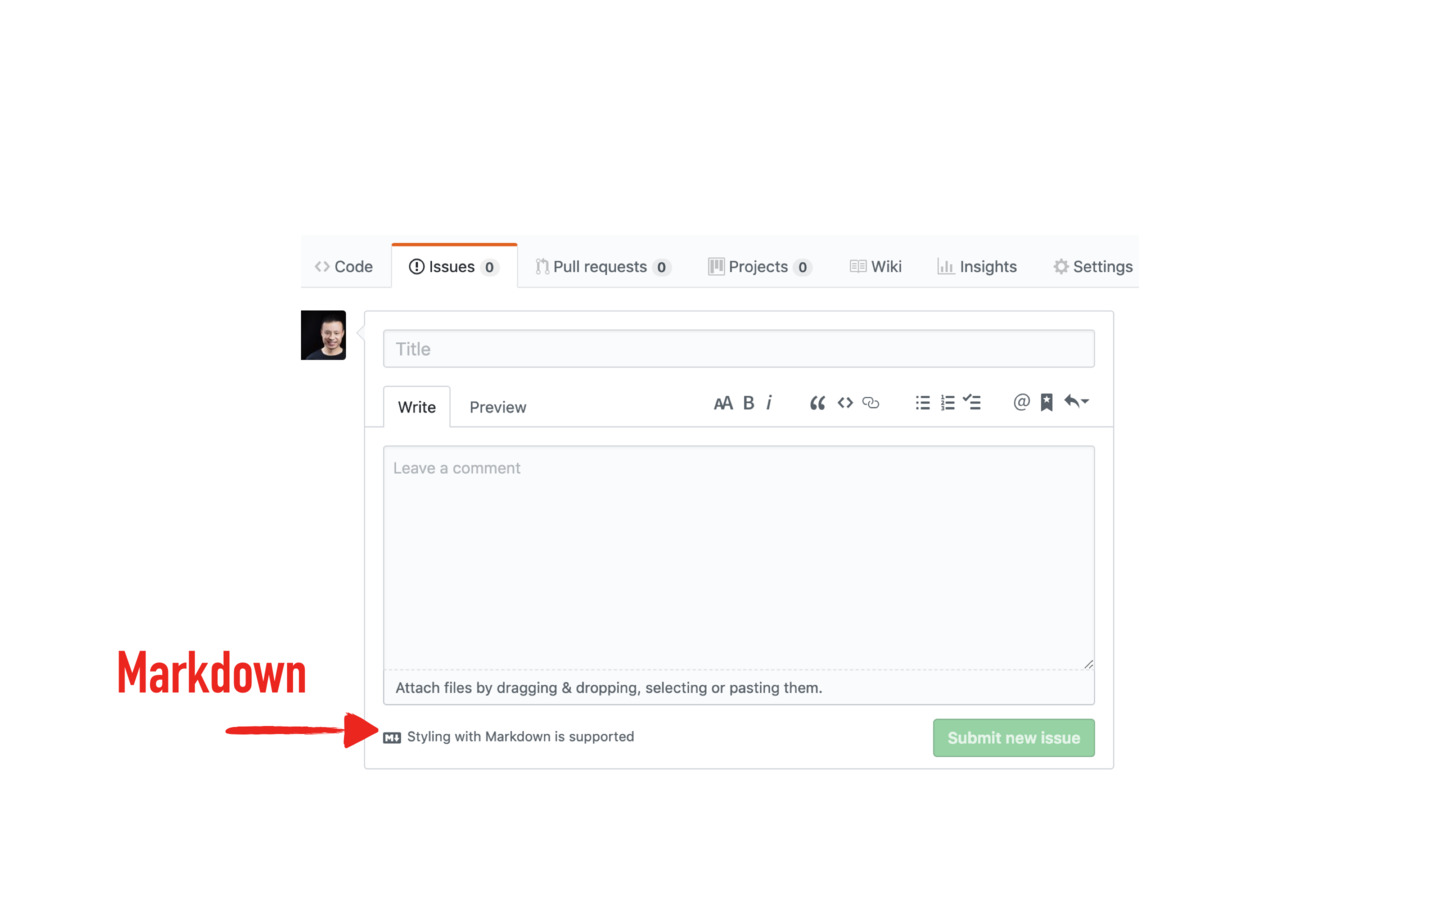 Code Issues 0 Pull requests 0 Projects 0 Wiki Insights Settings
Title
Write Preview AA B i @
Leave a comment
Markdown
Attach files by dragging & dropping, selecting or pasting them.
M Styling with Markdown is supported
Submit new issue